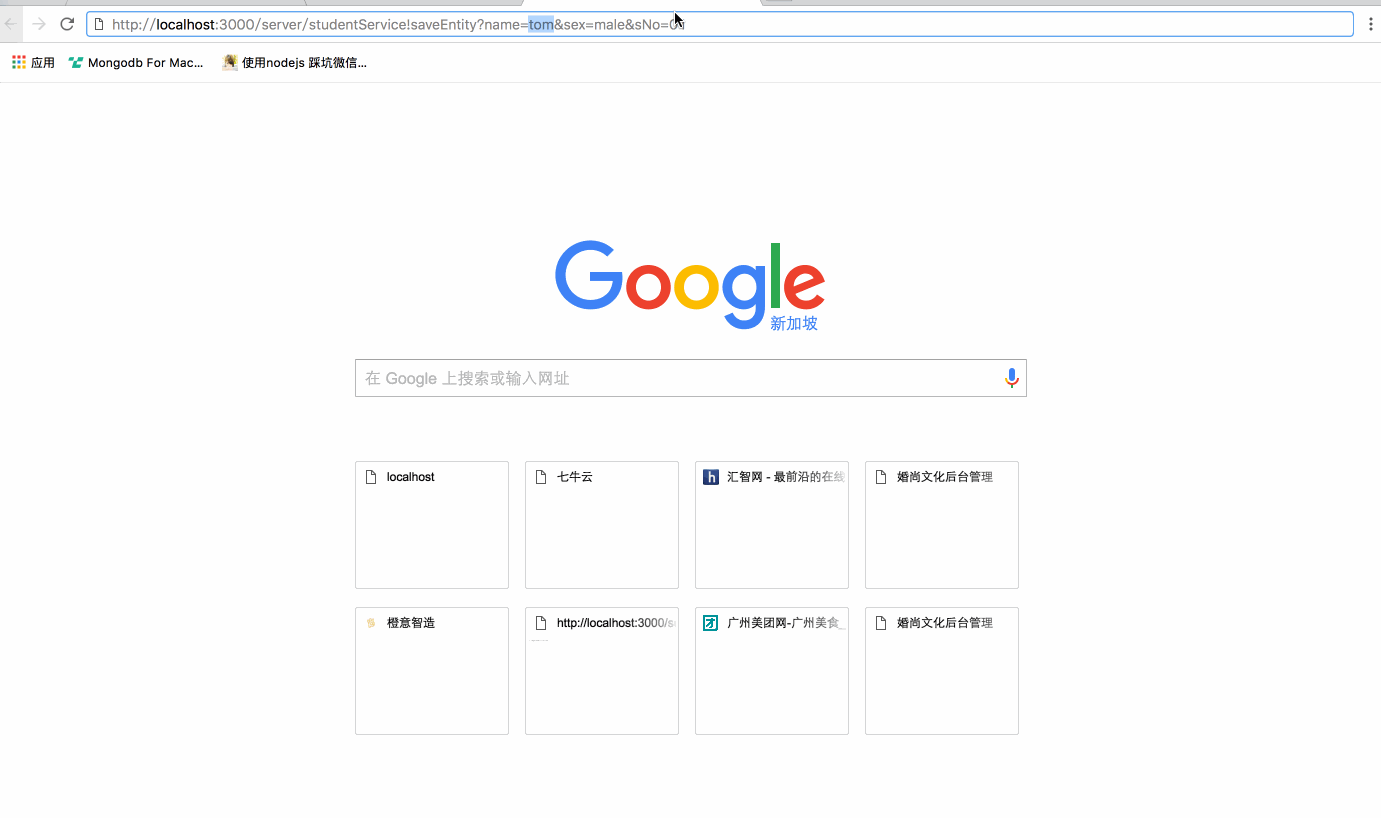 http://localhost:3000/server/studentService!saveEntity?name=tom&sex=male&sNo=0
应用 Mongodb For Mac... 使用nodejs 踩坑微信...
Google
新加坡
在 Google 上搜索或输入网址
localhost 七牛云 汇智网 - 最前沿的在线 婚尚文化后台管理
橙意智造 http://localhost:3000/s 广州美团网-广州美食_ 婚尚文化后台管理